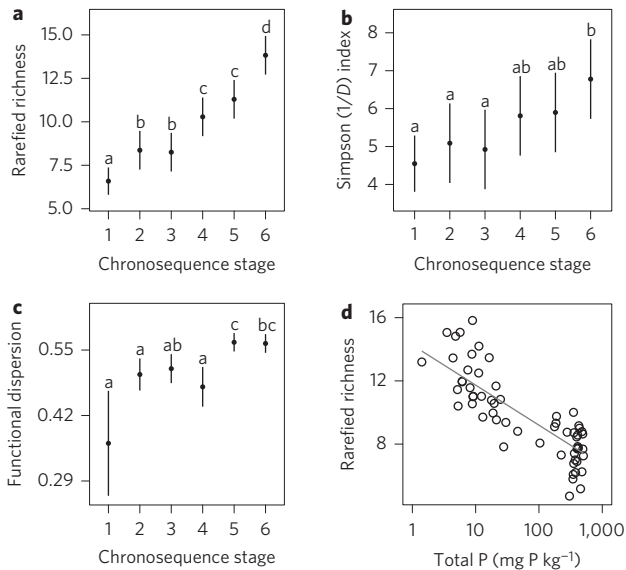 a
Rarefied richness
15.0
12.5
10.0
7.5
5.0
a
b
b
c
c
d
1 2 3 4 5 6
Chronosequence stage
b
Simpson (1/D) index
8
7
6
5
4
a
a
a
ab
ab
b
1 2 3 4 5 6
Chronosequence stage
c
Functional dispersion
0.55
0.42
0.29
a
a
ab
a
c
bc
1 2 3 4 5 6
Chronosequence stage
d
Rarefied richness
16
12
8
1 10 100 1,000
Total P (mg P kg⁻¹)